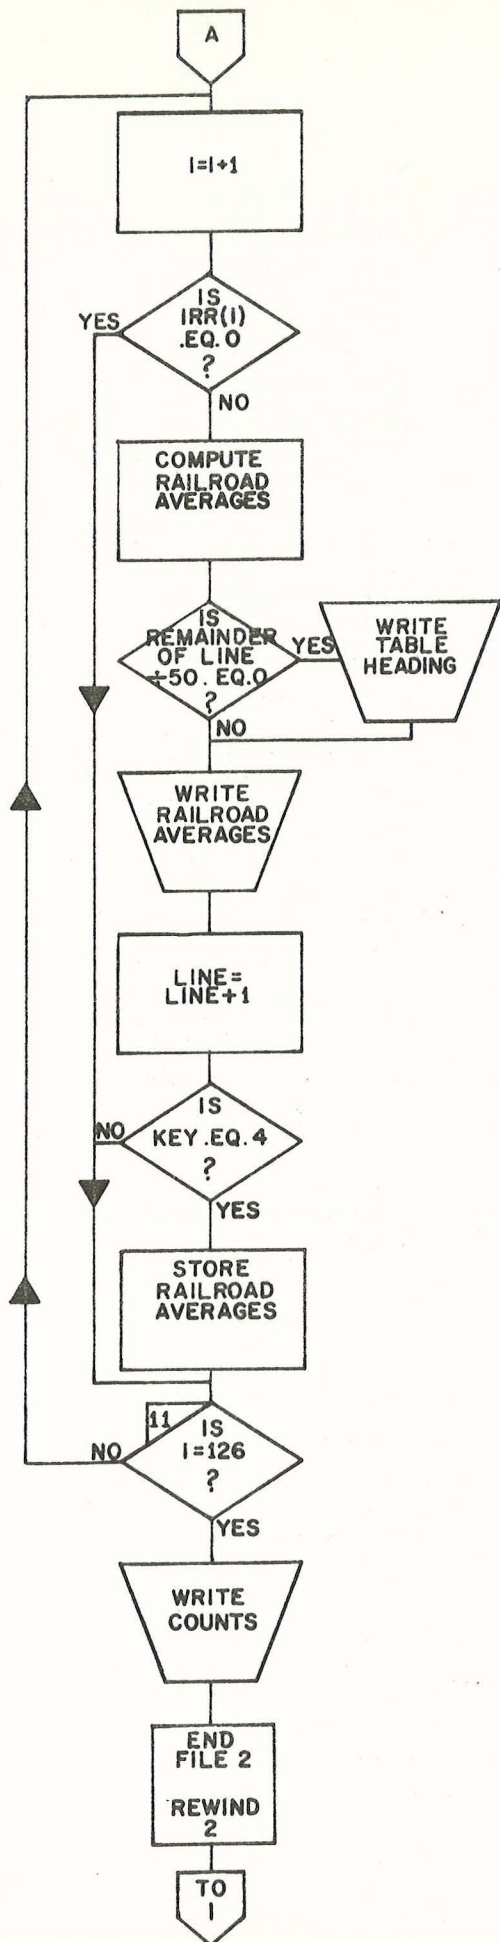 A
I=I+1
IS
IRR(I)
.EQ.0
?
YES
NO
COMPUTE
RAILROAD
AVERAGES
IS
REMAINDER
OF LINE
÷50.EQ.0
?
YES
WRITE
TABLE
HEADING
NO
WRITE
RAILROAD
AVERAGES
LINE=
LINE+1
IS
KEY.EQ.4
?
NO
YES
STORE
RAILROAD
AVERAGES
11
IS
I=126
?
NO
YES
WRITE
COUNTS
END
FILE 2
REWIND
2
TO
I